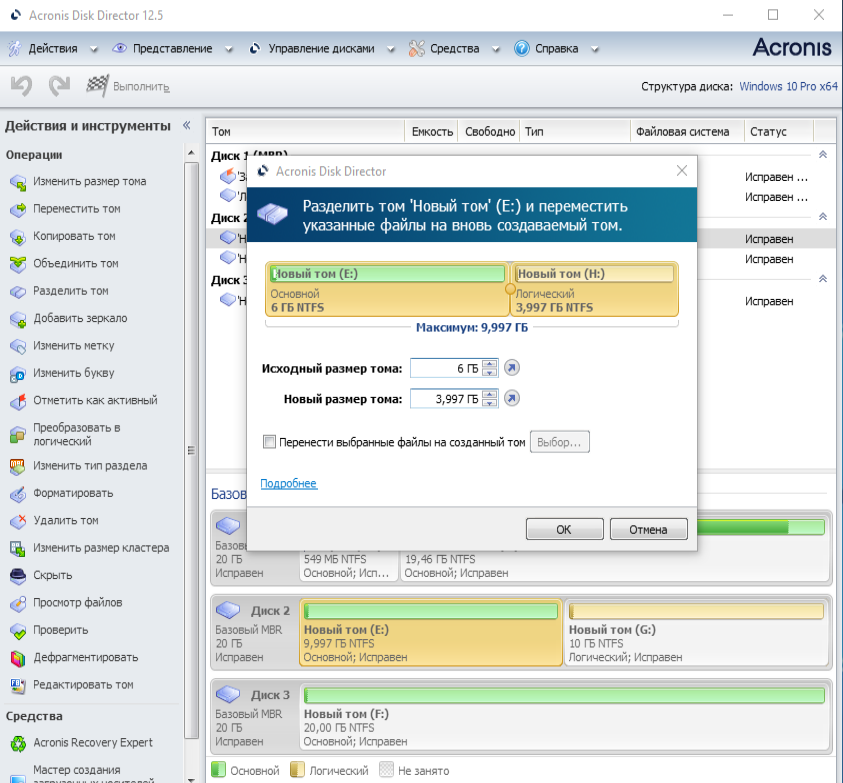 Acronis Disk Director 12.5
Действия Представление Управление дисками Средства Справка Acronis
Выполнить Структура диска: Windows 10 Pro x64
Действия и инструменты «
Операции
Изменить размер тома
Переместить том
Копировать том
Объединить том
Разделить том
Добавить зеркало
Изменить метку
Изменить букву
Отметить как активный
Преобразовать в
логический
Изменить тип раздела
Форматировать
Удалить том
Изменить размер кластера
Скрыть
Просмотр файлов
Проверить
Дефрагментировать
Редактировать том
Средства
Acronis Recovery Expert
Мастер создания
загрузочных носителей
Том Емкость Свободно Тип Файловая система Статус
Диск 1 (MBR)
Исправен ...
Исправен ...
Диск 2
Исправен
Исправен
Диск 3
Исправен
Acronis Disk Director
Разделить том 'Новый том' (E:) и переместить
указанные файлы на вновь создаваемый том.
Новый том (E:) Новый том (H:)
Основной Логический
6 ГБ NTFS 3,997 ГБ NTFS
Максимум: 9,997 ГБ
Исходный размер тома: 6 ГБ
Новый размер тома: 3,997 ГБ
Перенести выбранные файлы на созданный том Выбор...
Подробнее
OK Отмена
Базов
Базовы
20 ГБ 549 МБ NTFS 19,46 ГБ NTFS
Исправен Основной; Исп... Основной; Исправен
Диск 2
Базовый MBR Новый том (E:) Новый том (G:)
20 ГБ 9,997 ГБ NTFS 10 ГБ NTFS
Исправен Основной; Исправен Логический; Исправен
Диск 3
Базовый MBR Новый том (F:)
20 ГБ 20,00 ГБ NTFS
Исправен Основной; Исправен
Основной Логический Не занято